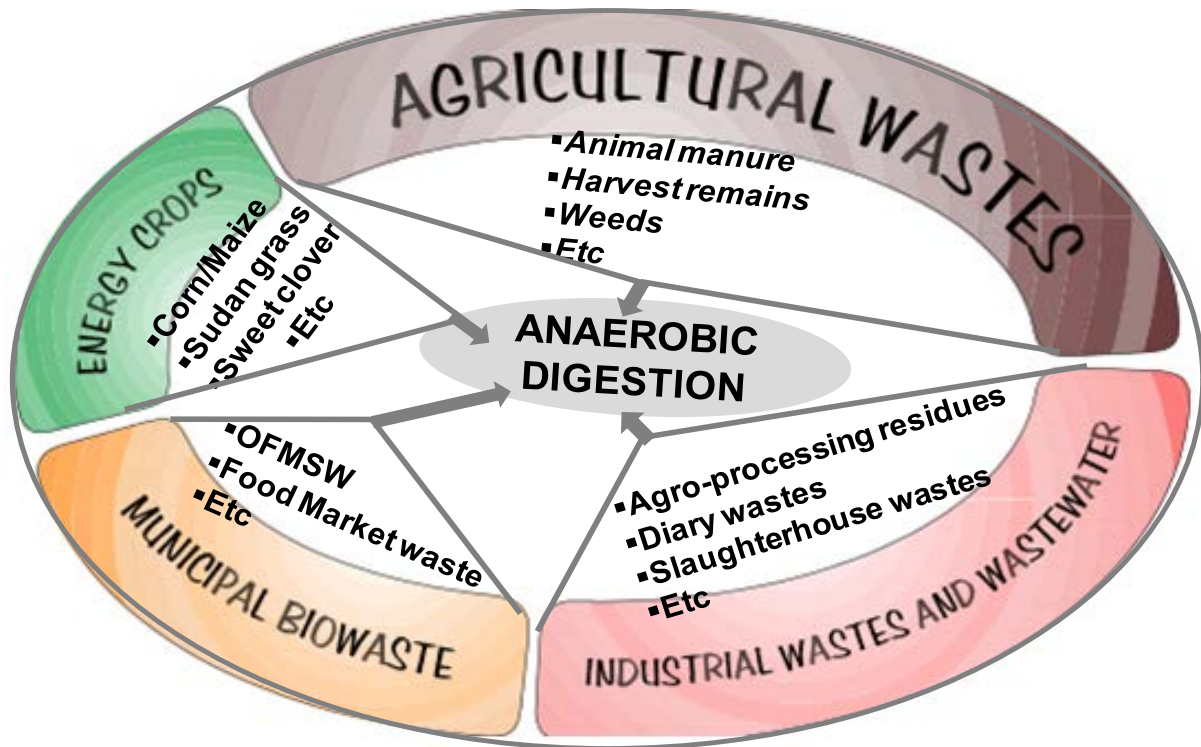 AGRICULTURAL WASTES
▪Animal manure
▪Harvest remains
▪Weeds
▪Etc
ENERGY CROPS
▪Corn/Maize
▪Sudan grass
▪Sweet clover
▪Etc
ANAEROBIC
DIGESTION
MUNICIPAL BIOWASTE
▪OFMSW
▪Food Market waste
▪Etc
INDUSTRIAL WASTES AND WASTEWATER
▪Agro-processing residues
▪Diary wastes
▪Slaughterhouse wastes
▪Etc